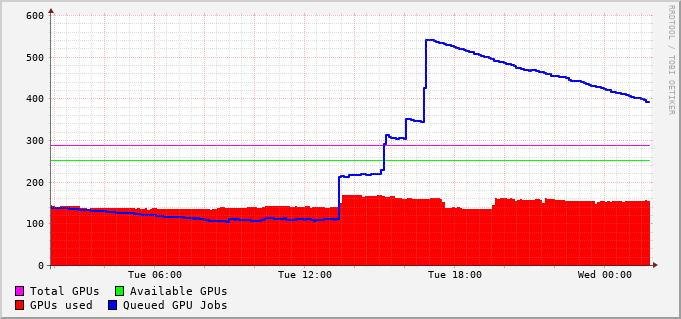 600
500
400
300
200
100
0
Tue 06:00 Tue 12:00 Tue 18:00 Wed 00:00
Total GPUs Available GPUs
GPUs used Queued GPU Jobs
RRDTOOL / TOBI OETIKER